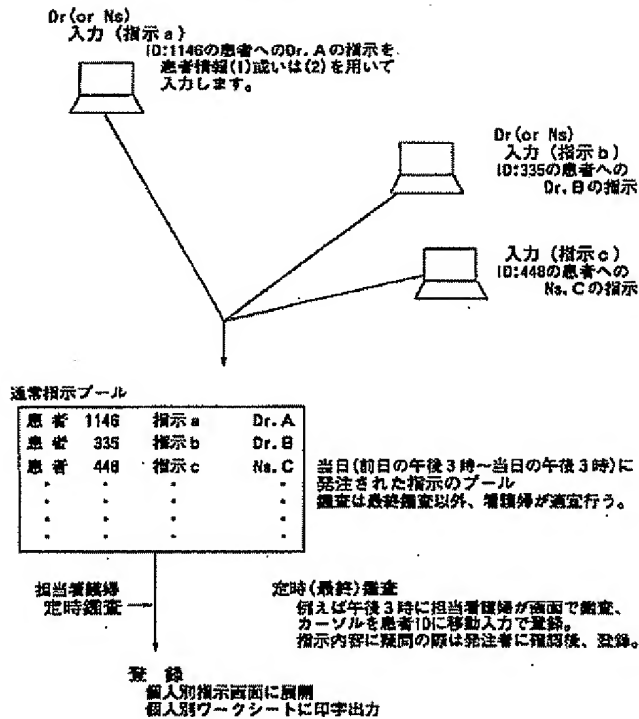 Dr(or Ns)
入力 (指示a)
ID:1146の患者へのDr.Aの指示を
患者情報(1)或いは(2)を用いて
入力します。
Dr(or Ns)
入力 (指示b)
ID:335の患者への
Dr.Bの指示
入力 (指示c)
ID:448の患者への
Ns.Cの指示
通常指示プール
患者 1146 指示a Dr.A
患者 335 指示b Dr.B
患者 448 指示c Ns.C
当日(前日の午後3時～当日の午後3時)に
発注された指示のプール
鑑査は最終鑑査以外、看護婦が適宜行う。
担当看護婦
定時鑑査
定時(最終)鑑査
例えば午後3時に担当看護婦が画面で鑑査、
カーソルを患者IDに移動入力で登録。
指示内容に疑問の際は発注者に確認後、登録。
登録
個人別指示画面に展開
個人別ワークシートに印字出力